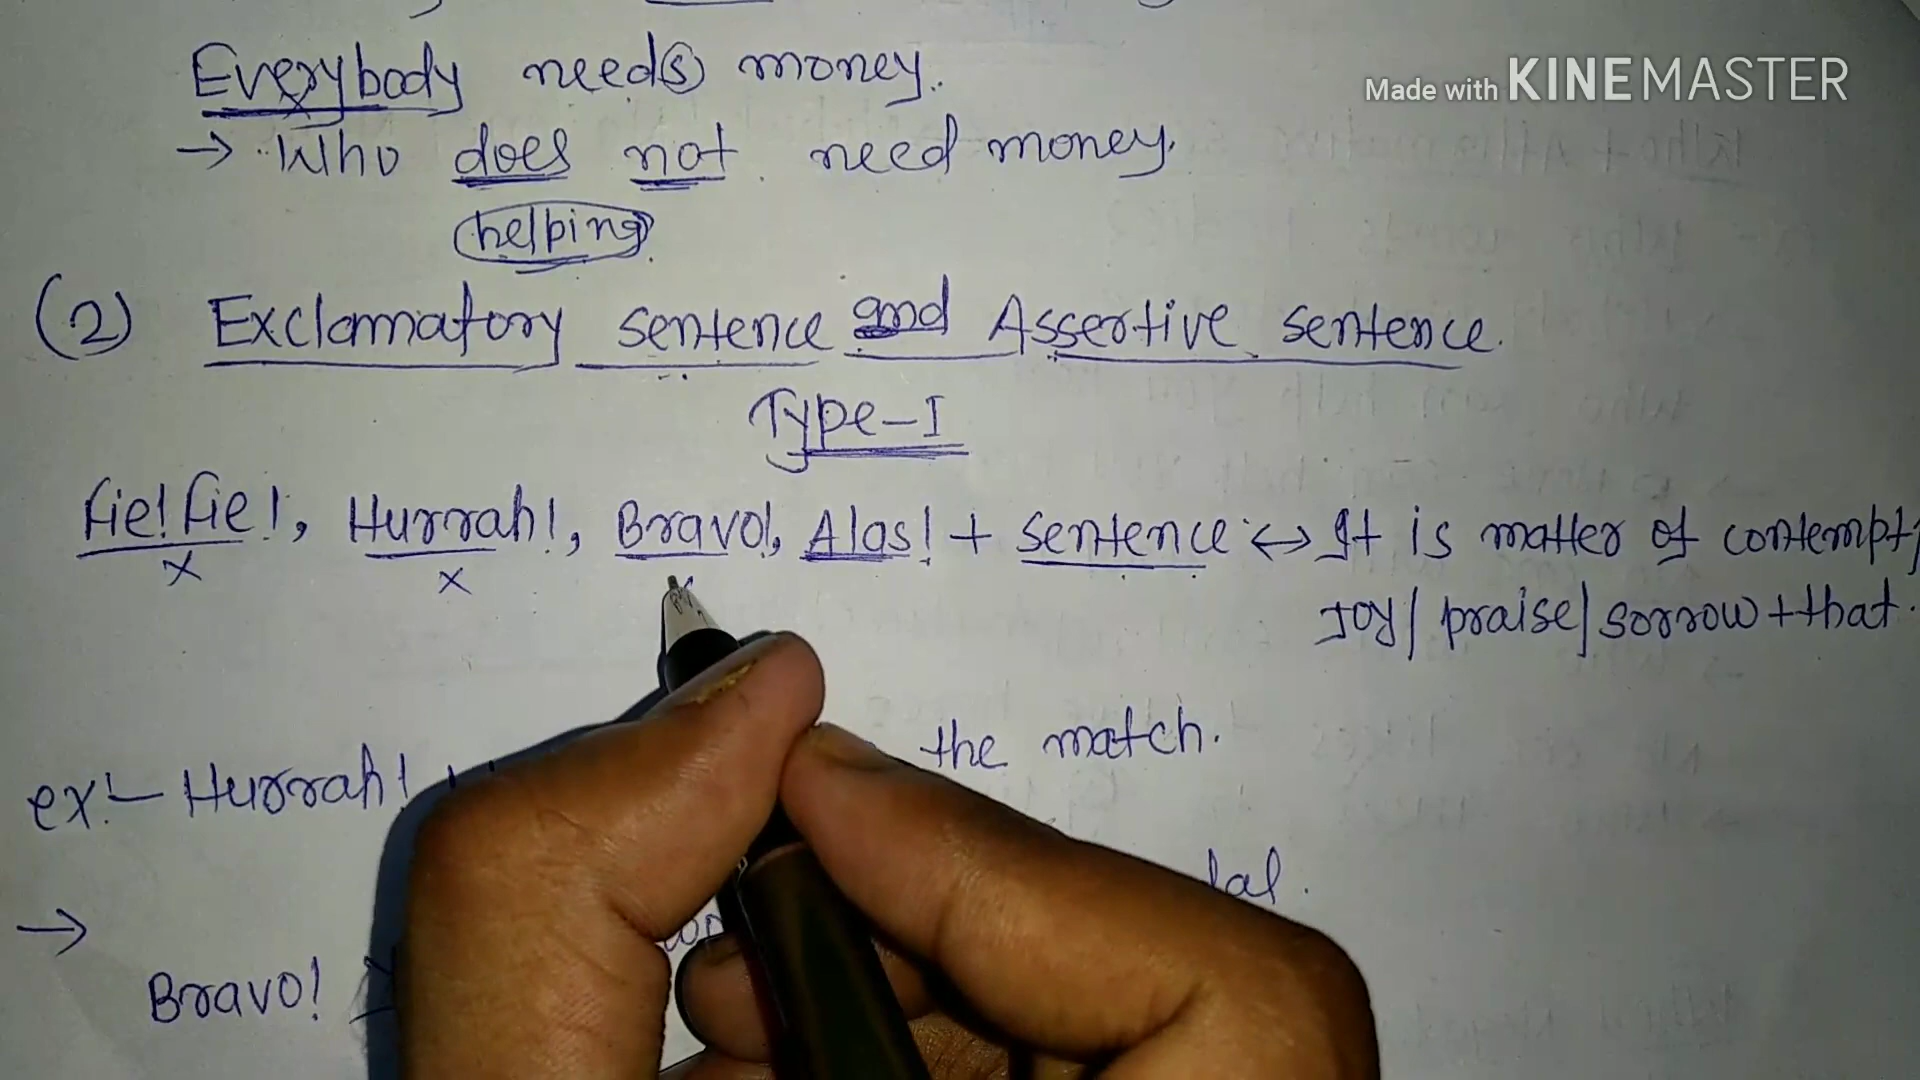 Everybody needs money.
Made with KINEMASTER
→ Who does not need money.
helping
(2) Exclamatory sentence and Assertive sentence.
Type-I
Fie! Fie!, Hurrah!, Bravo!, Alas! + sentence ↔ It is matter of contempt/
x x
Joy/ praise/ sorrow + that.
ex:- Hurrah! the match.
→
Bravo!